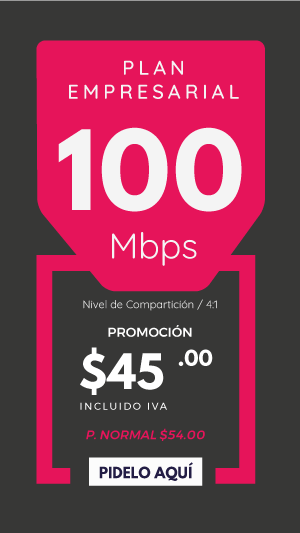 PLAN
EMPRESARIAL
100
Mbps
Nivel de Compartición / 4:1
PROMOCIÓN
$45 .00
INCLUIDO IVA
P. NORMAL $54.00
PIDELO AQUÍ